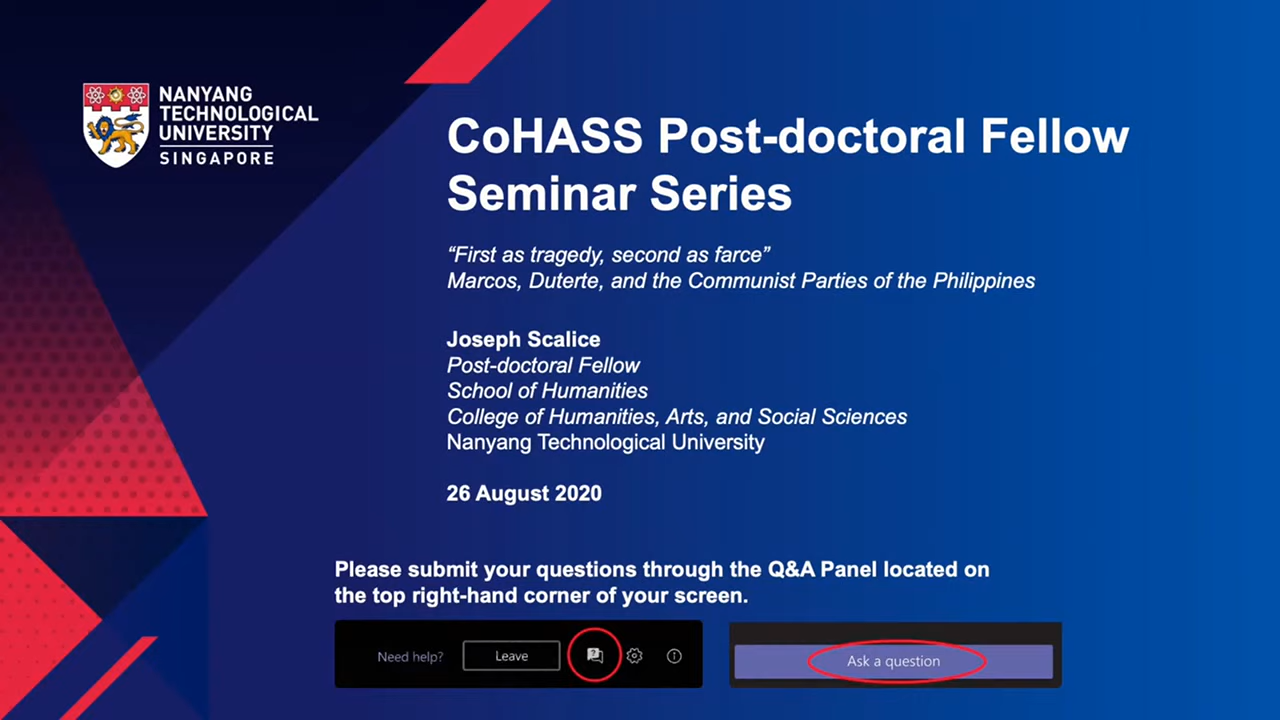 NANYANG
TECHNOLOGICAL
UNIVERSITY
SINGAPORE
CoHASS Post-doctoral Fellow
Seminar Series
“First as tragedy, second as farce”
Marcos, Duterte, and the Communist Parties of the Philippines
Joseph Scalice
Post-doctoral Fellow
School of Humanities
College of Humanities, Arts, and Social Sciences
Nanyang Technological University
26 August 2020
Please submit your questions through the Q&A Panel located on
the top right-hand corner of your screen.
Need help? Leave
Ask a question